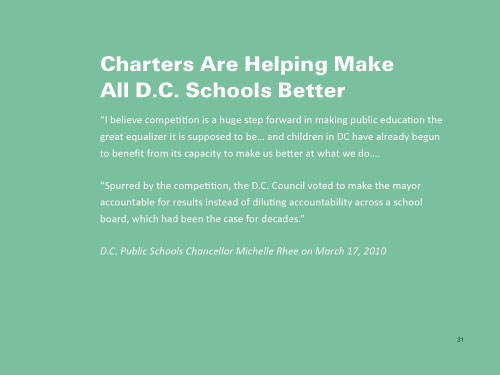 Charters Are Helping Make
All D.C. Schools Better
“I believe competition is a huge step forward in making public education the
great equalizer it is supposed to be… and children in DC have already begun
to benefit from its capacity to make us better at what we do….
“Spurred by the competition, the D.C. Council voted to make the mayor
accountable for results instead of diluting accountability across a school
board, which had been the case for decades.”
D.C. Public Schools Chancellor Michelle Rhee on March 17, 2010
31